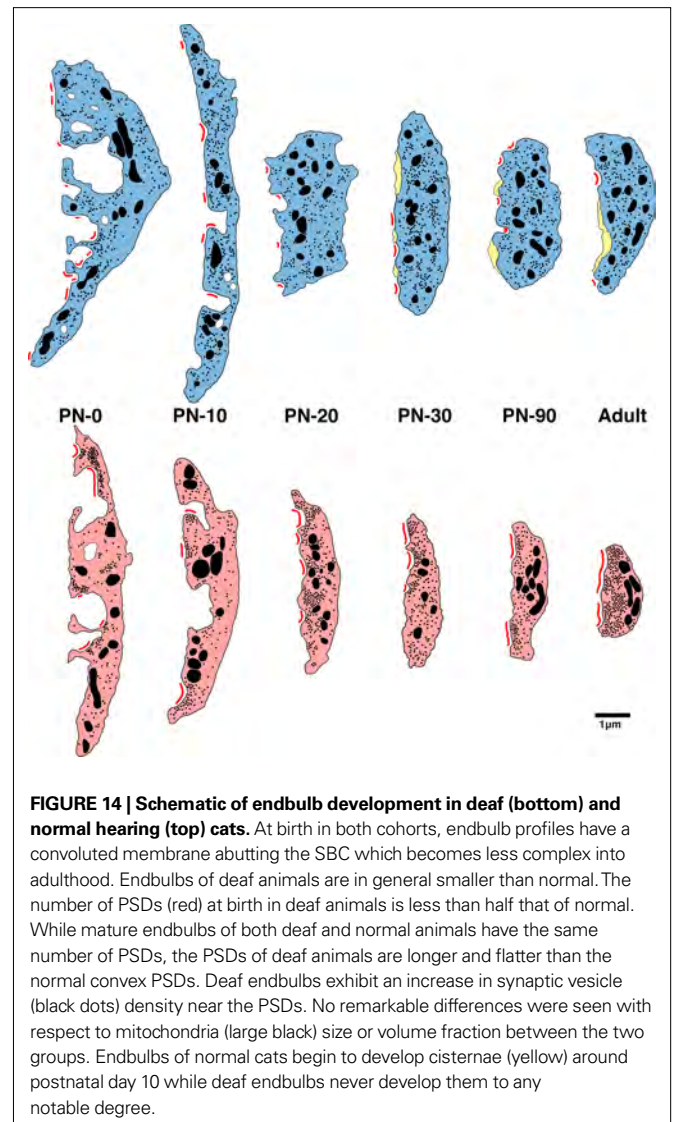 PN-0 PN-10 PN-20 PN-30 PN-90 Adult
1µm
FIGURE 14 | Schematic of endbulb development in deaf (bottom) and
normal hearing (top) cats. At birth in both cohorts, endbulb profiles have a
convoluted membrane abutting the SBC which becomes less complex into
adulthood. Endbulbs of deaf animals are in general smaller than normal. The
number of PSDs (red) at birth in deaf animals is less than half that of normal.
While mature endbulbs of both deaf and normal animals have the same
number of PSDs, the PSDs of deaf animals are longer and flatter than the
normal convex PSDs. Deaf endbulbs exhibit an increase in synaptic vesicle
(black dots) density near the PSDs. No remarkable differences were seen with
respect to mitochondria (large black) size or volume fraction between the two
groups. Endbulbs of normal cats begin to develop cisternae (yellow) around
postnatal day 10 while deaf endbulbs never develop them to any
notable degree.